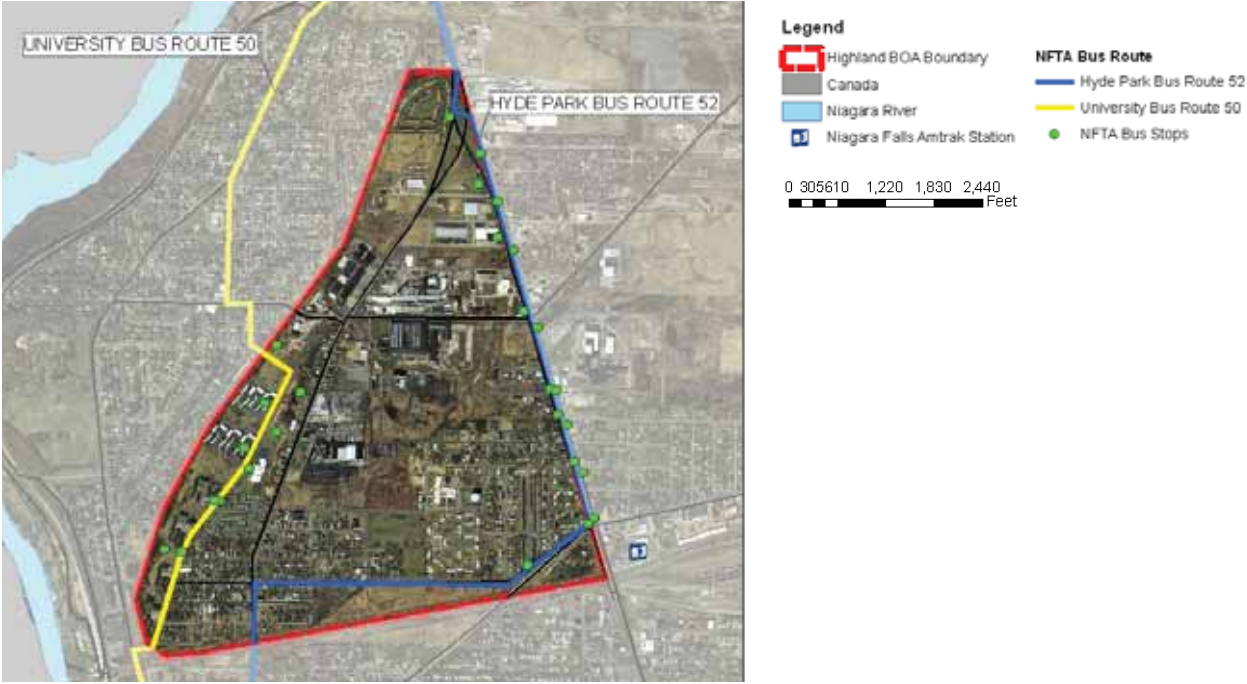 UNIVERSITY BUS ROUTE 50
HYDE PARK BUS ROUTE 52
Legend
Highland BOA Boundary
Canada
Niagara River
Niagara Falls Amtrak Station
NFTA Bus Route
Hyde Park Bus Route 52
University Bus Route 50
NFTA Bus Stops
0 305610 1,220 1,830 2,440
Feet